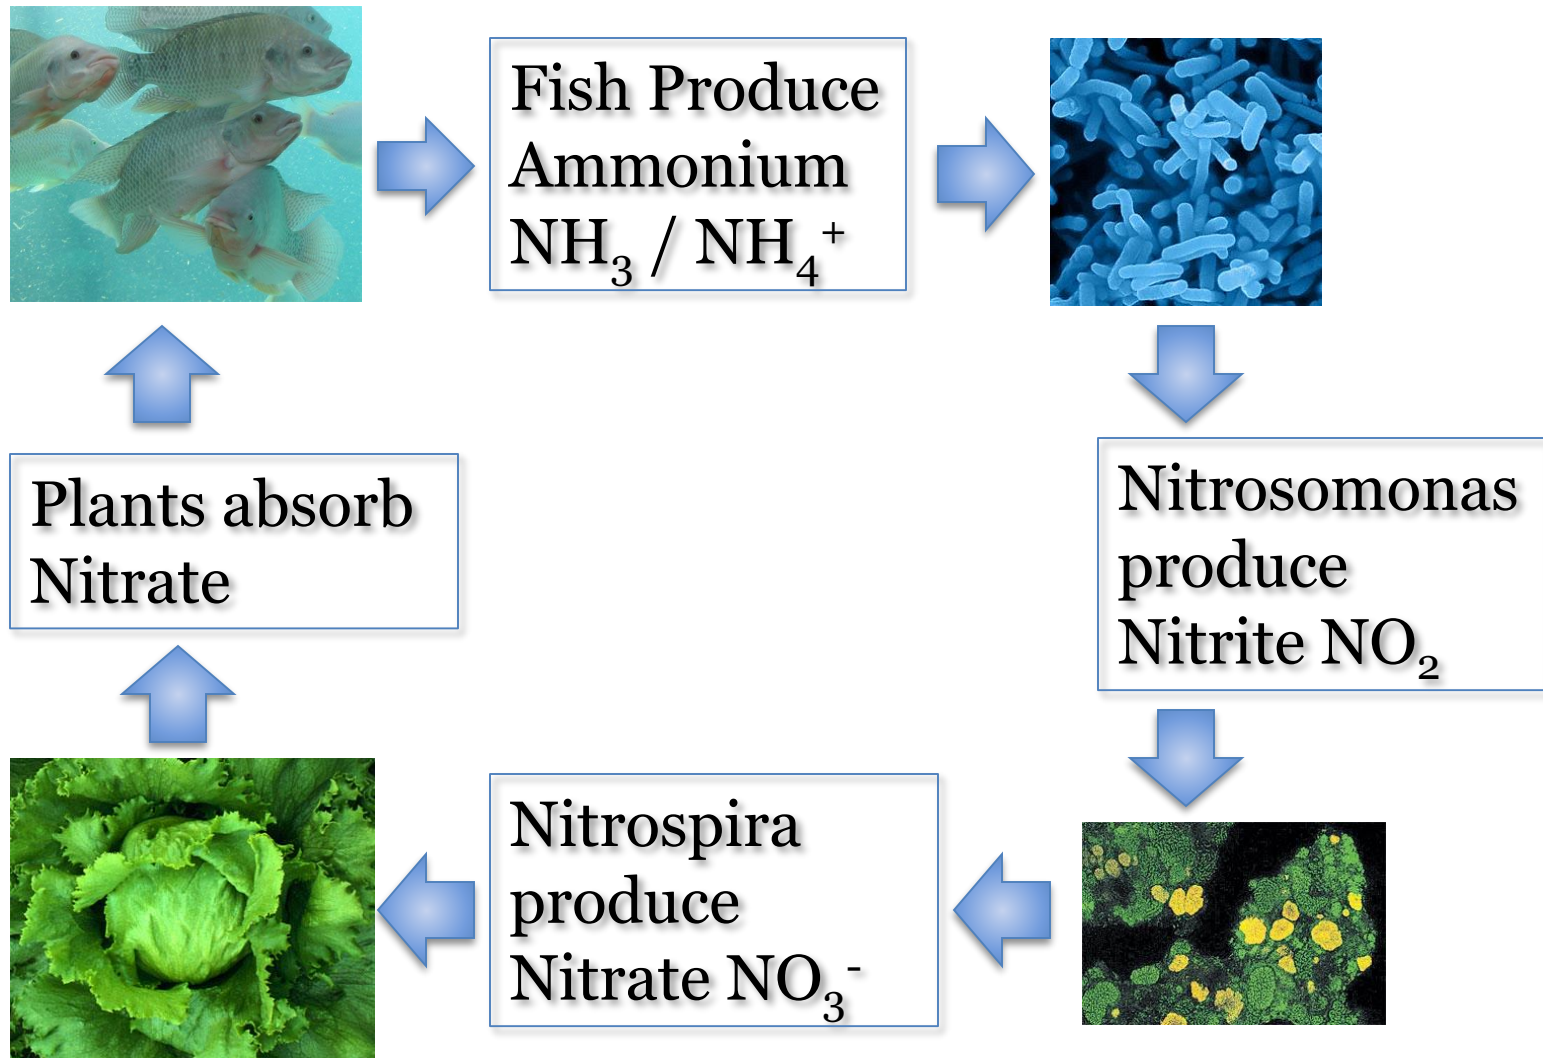 Fish Produce
Ammonium
NH₃ / NH₄⁺
Nitrosomonas
produce
Nitrite NO₂
Plants absorb
Nitrate
Nitrospira
produce
Nitrate NO₃⁻